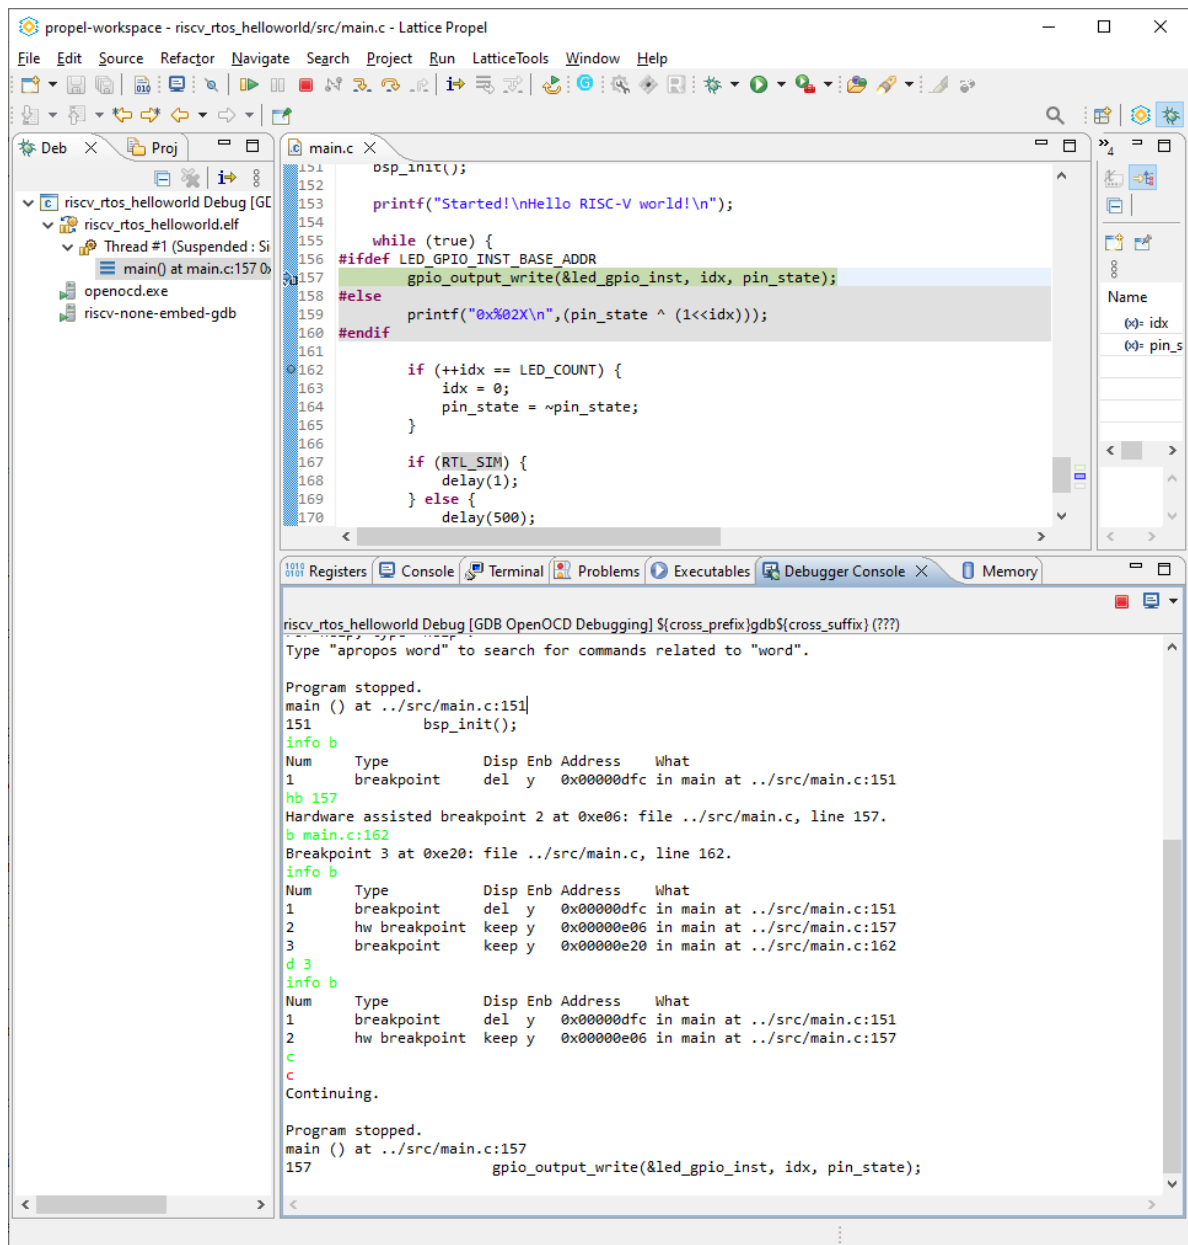 propel-workspace - riscv_rtos_helloworld/src/main.c - Lattice Propel
File Edit Source Refactor Navigate Search Project Run LatticeTools Window Help
Deb
Proj
riscv_rtos_helloworld Debug [GD
riscv_rtos_helloworld.elf
Thread #1 (Suspended : Si
main() at main.c:157 0x
openocd.exe
riscv-none-embed-gdb
main.c
151 bsp_init();
152
153 printf("Started!\nHello RISC-V world!\n");
154
155 while (true) {
156 #ifdef LED_GPIO_INST_BASE_ADDR
157 gpio_output_write(&led_gpio_inst, idx, pin_state);
158 #else
159 printf("0x%02X\n",(pin_state ^ (1<<idx)));
160 #endif
161
162 if (++idx == LED_COUNT) {
163 idx = 0;
164 pin_state = ~pin_state;
165 }
166
167 if (RTL_SIM) {
168 delay(1);
169 } else {
170 delay(500);
»4
Name
(x)= idx
(x)= pin_s
Registers Console Terminal Problems Executables Debugger Console Memory
riscv_rtos_helloworld Debug [GDB OpenOCD Debugging] ${cross_prefix}gdb${cross_suffix} (???)
For help, type "help".
Type "apropos word" to search for commands related to "word".
Program stopped.
main () at ../src/main.c:151
151 bsp_init();
info b
Num Type Disp Enb Address What
1 breakpoint del y 0x00000dfc in main at ../src/main.c:151
hb 157
Hardware assisted breakpoint 2 at 0xe06: file ../src/main.c, line 157.
b main.c:162
Breakpoint 3 at 0xe20: file ../src/main.c, line 162.
info b
Num Type Disp Enb Address What
1 breakpoint del y 0x00000dfc in main at ../src/main.c:151
2 hw breakpoint keep y 0x00000e06 in main at ../src/main.c:157
3 breakpoint keep y 0x00000e20 in main at ../src/main.c:162
d 3
info b
Num Type Disp Enb Address What
1 breakpoint del y 0x00000dfc in main at ../src/main.c:151
2 hw breakpoint keep y 0x00000e06 in main at ../src/main.c:157
c
c
Continuing.
Program stopped.
main () at ../src/main.c:157
157 gpio_output_write(&led_gpio_inst, idx, pin_state);